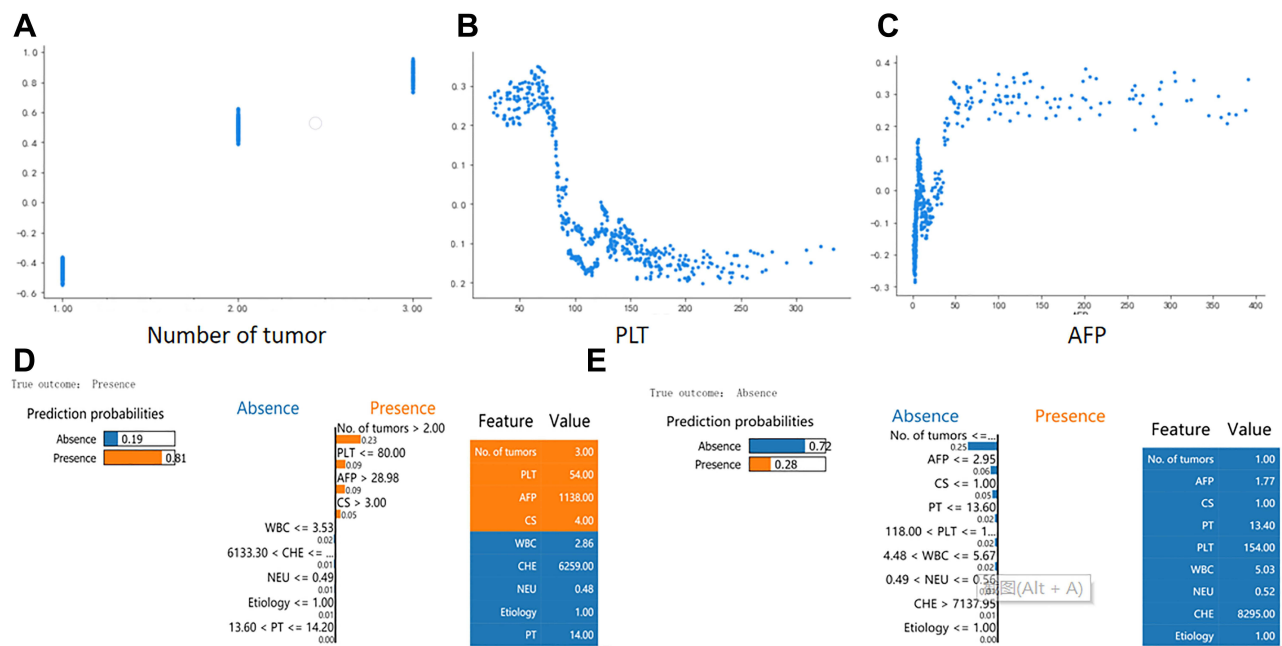 A
B
C
1.0
0.8
0.6
0.4
0.2
0.0
−0.2
−0.4
−0.6
1.00
2.00
3.00
Number of tumor
0.3
0.2
0.1
0.0
0.1
0.2
50
100
150
200
250
300
PLT
0.4
0.3
0.2
0.1
0.0
−0.1
−0.2
−0.3
0
50
100
150
200
250
300
350
400
AFP
D
True outcome: Presence
Prediction probabilities
Absence 0.19
Presence 0.81
Absence Presence
No. of tumors > 2.00
0.23
PLT <= 80.00
0.09
AFP > 28.98
0.09
CS > 3.00
0.05
WBC <= 3.53
0.02
6133.30 < CHE <= ...
0.01
NEU <= 0.49
0.01
Etiology <= 1.00
0.01
13.60 < PT <= 14.20
0.00
Feature Value
No. of tumors 3.00
PLT 54.00
AFP 1138.00
CS 4.00
WBC 2.86
CHE 6259.00
NEU 0.48
Etiology 1.00
PT 14.00
E
True outcome: Absence
Prediction probabilities
Absence 0.72
Presence 0.28
Absence Presence
No. of tumors <=...
0.25
AFP <= 2.95
0.06
CS <= 1.00
0.05
PT <= 13.60
0.02
118.00 < PLT <= 1...
0.02
4.48 < WBC <= 5.67
0.02
0.49 < NEU <= 0.56
(Alt + A)
CHE > 7137.95
0.01
Etiology <= 1.00
0.00
Feature Value
No. of tumors 1.00
AFP 1.77
CS 1.00
PT 13.40
PLT 154.00
WBC 5.03
NEU 0.52
CHE 8295.00
Etiology 1.00